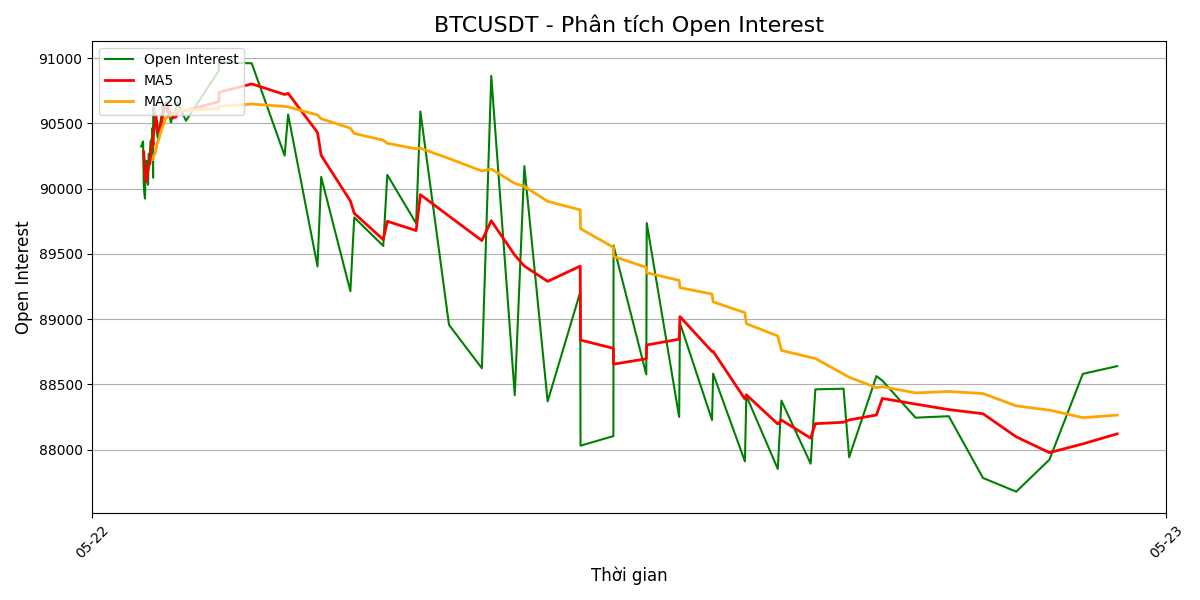 BTCUSDT - Phân tích Open Interest
Open Interest
MA5
MA20
91000
90500
90000
89500
89000
88500
88000
Open Interest
05-22
05-23
Thời gian